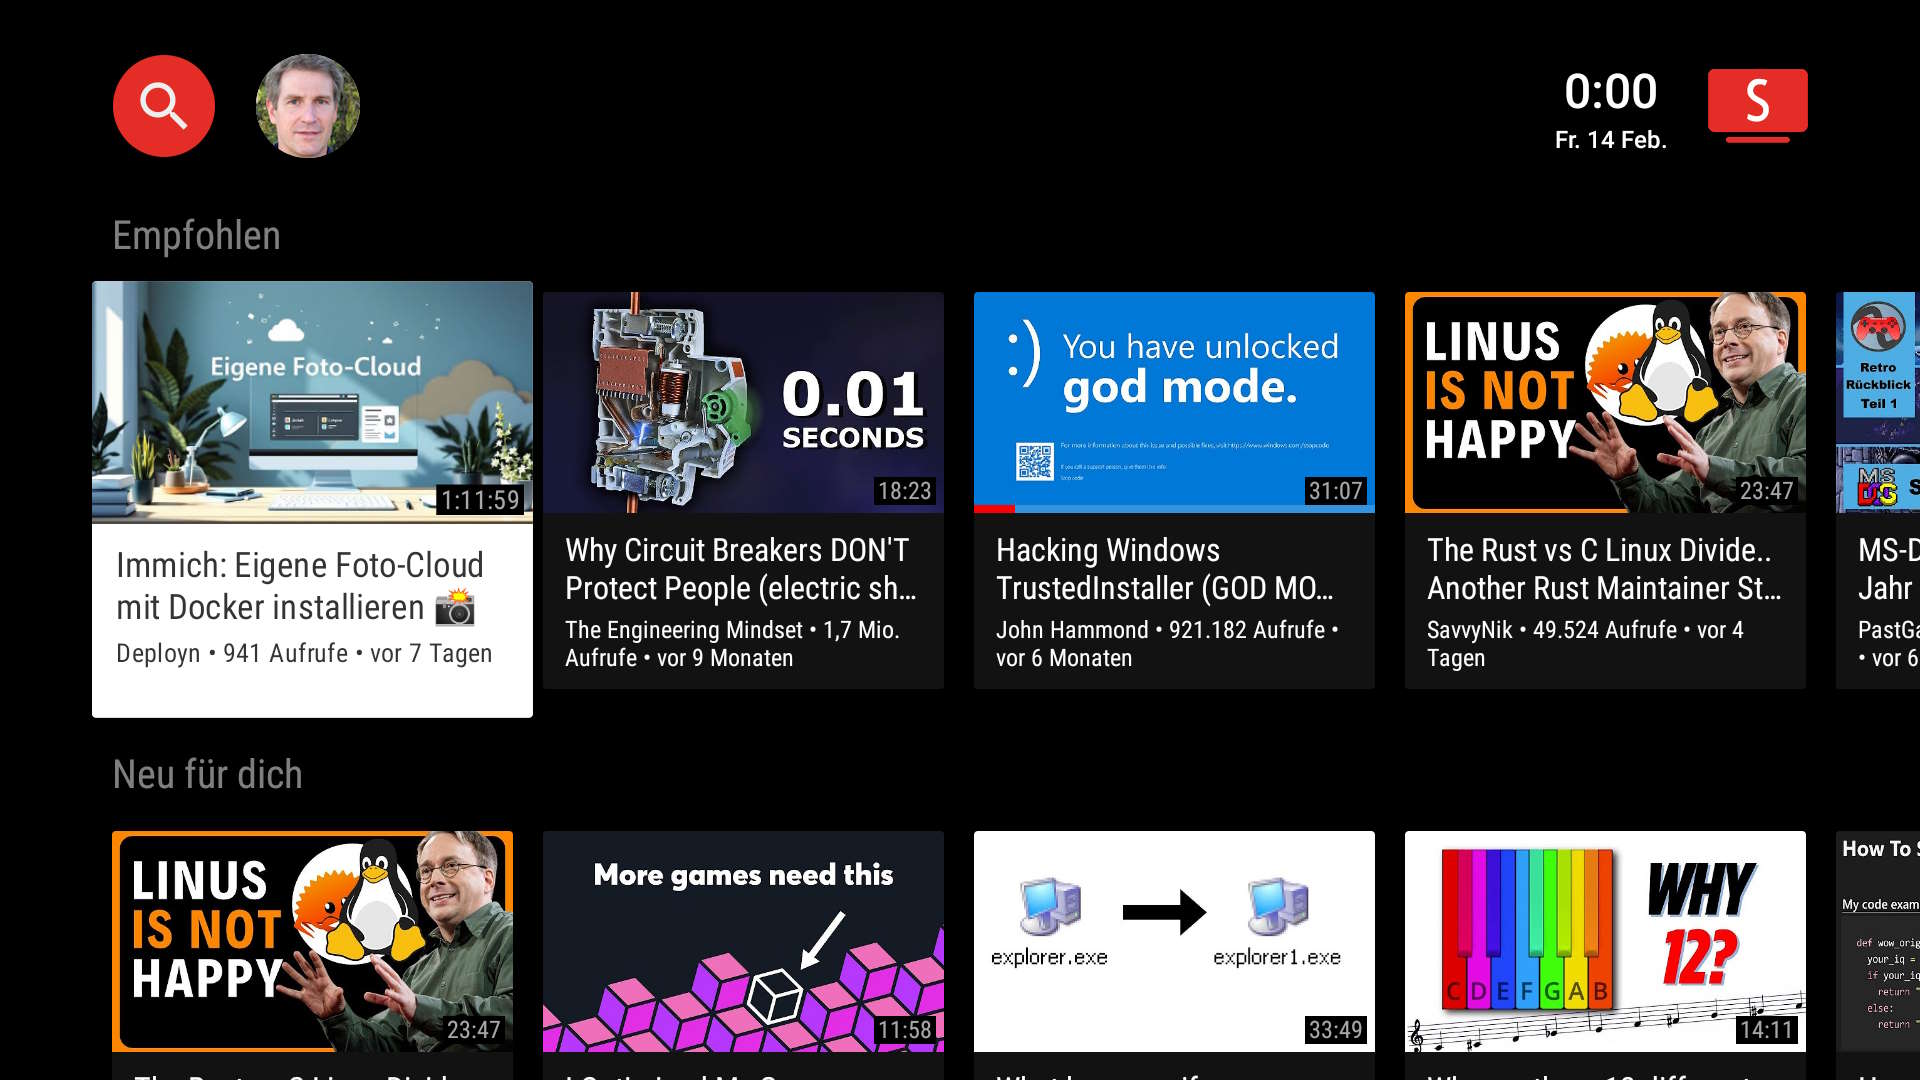 0:00
Fr. 14 Feb.
S
Empfohlen
Eigene Foto-Cloud
1:11:59
Immich: Eigene Foto-Cloud
mit Docker installieren 📸
Deployn • 941 Aufrufe • vor 7 Tagen
0.01
SECONDS
18:23
Why Circuit Breakers DON'T
Protect People (electric sh...
The Engineering Mindset • 1,7 Mio.
Aufrufe • vor 9 Monaten
:)
You have unlocked
god mode.
31:07
Hacking Windows
TrustedInstaller (GOD MO...
John Hammond • 921.182 Aufrufe •
vor 6 Monaten
LINUS
IS NOT
HAPPY
23:47
The Rust vs C Linux Divide..
Another Rust Maintainer St...
SavvyNik • 49.524 Aufrufe • vor 4
Tagen
Retro
Rückblick
Teil 1
MS
Jahr
• vor 6
Neu für dich
LINUS
IS NOT
HAPPY
23:47
More games need this
11:58
explorer.exe
explorer1.exe
33:49
C D E F G A B
WHY
12?
14:11
How To
My code
def
your_iq =
if
return
else:
return